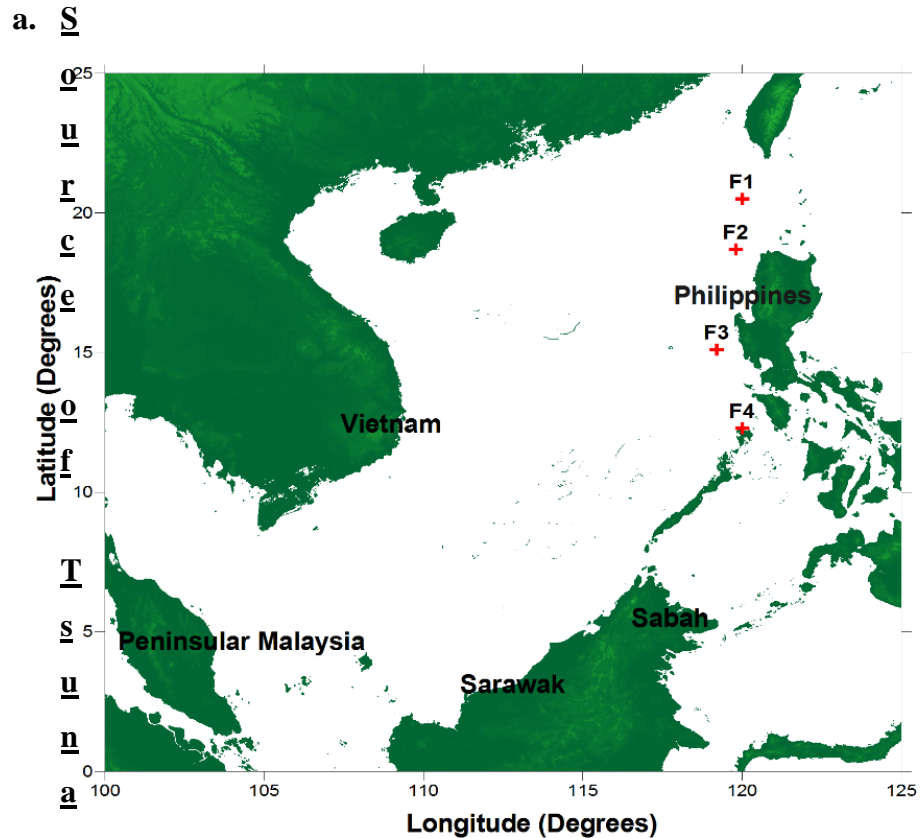 a. S
o
u
r
c
e
o
f
T
s
u
n
a
25
20
15
10
5
0
Latitude (Degrees)
F1
F2
Philippines
F3
F4
Vietnam
Sabah
Peninsular Malaysia
Sarawak
100 105 110 115 120 125
Longitude (Degrees)